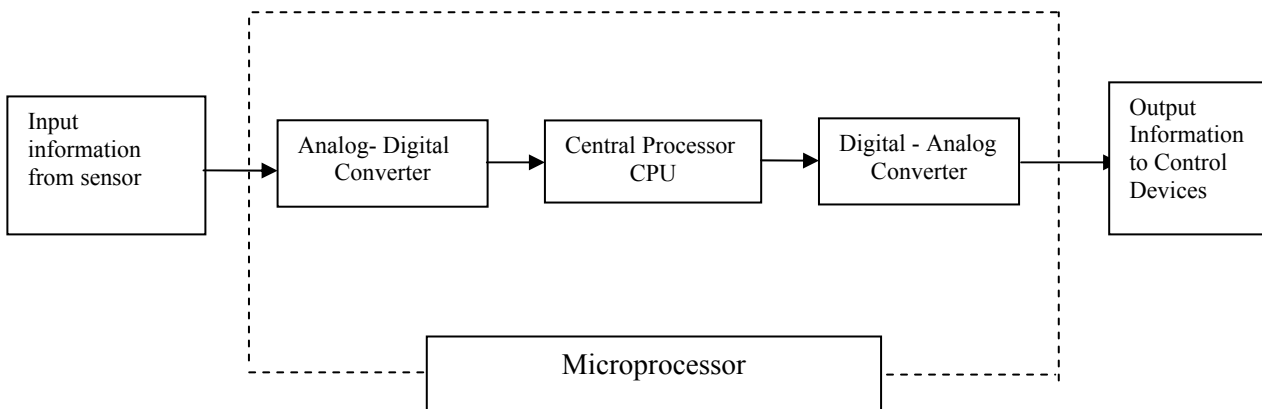 Input
information
from sensor
Analog- Digital
Converter
Central Processor
CPU
Digital - Analog
Converter
Output
Information
to Control
Devices
Microprocessor